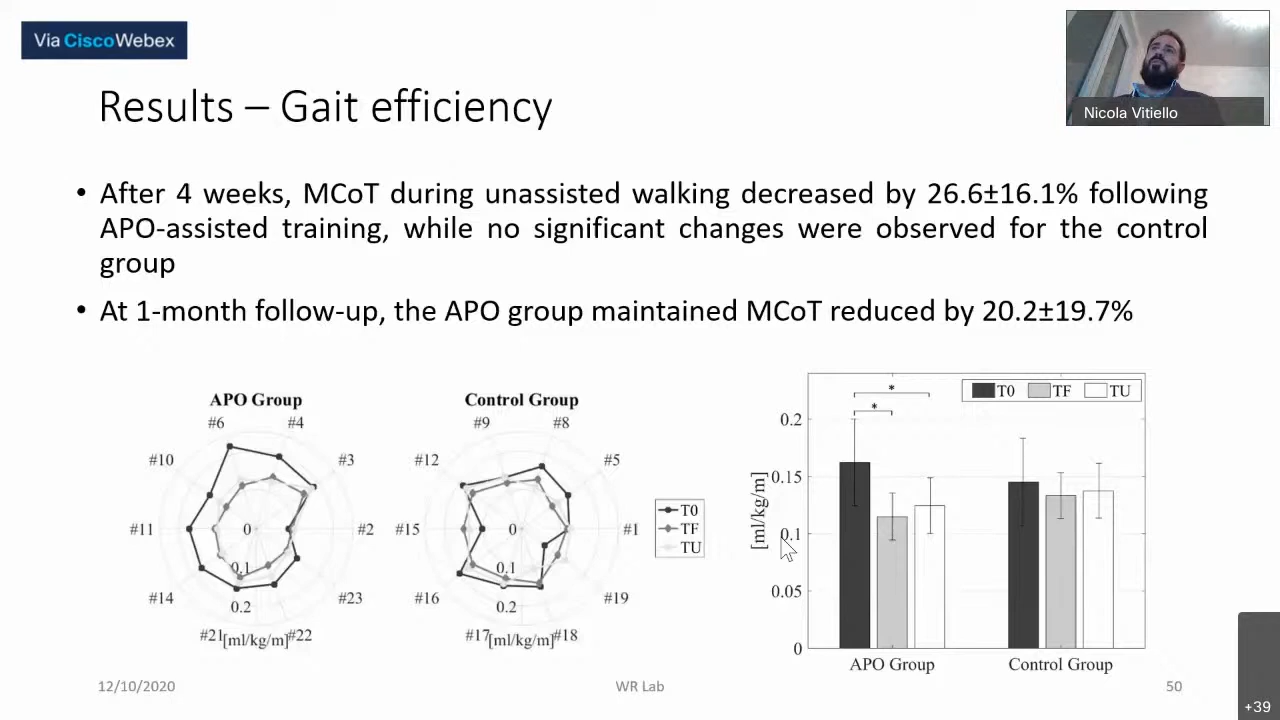 Via CiscoWebex
Nicola Vitiello
Results – Gait efficiency
• After 4 weeks, MCoT during unassisted walking decreased by 26.6±16.1% following
APO-assisted training, while no significant changes were observed for the control
group
• At 1-month follow-up, the APO group maintained MCoT reduced by 20.2±19.7%
APO Group
#6 #4
#10 #3
#11 0 #2
0.1
#14 #23
0.2
#21 [ml/kg/m] #22
Control Group
#9 #8
#12 #5
#15 0 #1
0.1
#16 #19
0.2
#17 [ml/kg/m] #18
T0
TF
TU
T0 TF TU
* 
*
0.2
0.15
0.1
0.05
0
[ml/kg/m]
APO Group Control Group
12/10/2020 WR Lab 50
+39